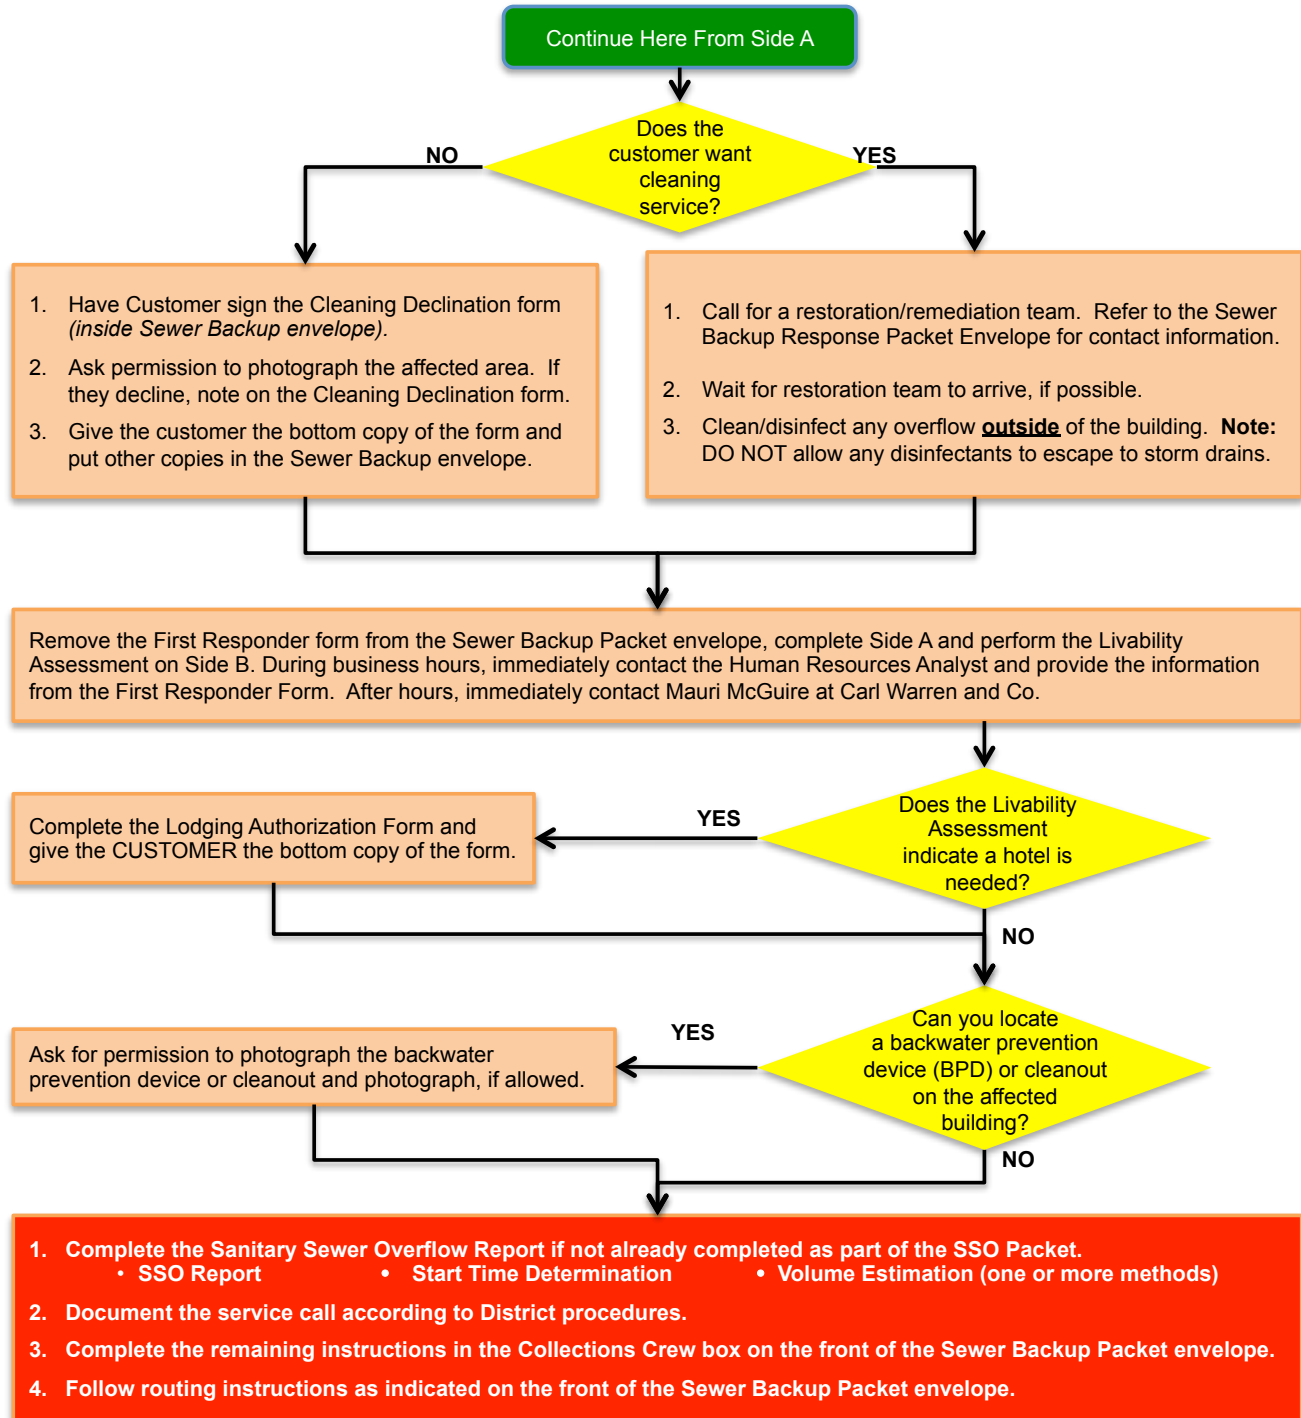 Continue Here From Side A
Does the
customer want
cleaning
service?
NO
YES
1. Have Customer sign the Cleaning Declination form
(inside Sewer Backup envelope).
2. Ask permission to photograph the affected area. If
they decline, note on the Cleaning Declination form.
3. Give the customer the bottom copy of the form and
put other copies in the Sewer Backup envelope.
1. Call for a restoration/remediation team. Refer to the Sewer
Backup Response Packet Envelope for contact information.
2. Wait for restoration team to arrive, if possible.
3. Clean/disinfect any overflow outside of the building. Note:
DO NOT allow any disinfectants to escape to storm drains.
Remove the First Responder form from the Sewer Backup Packet envelope, complete Side A and perform the Livability
Assessment on Side B. During business hours, immediately contact the Human Resources Analyst and provide the information
from the First Responder Form. After hours, immediately contact Mauri McGuire at Carl Warren and Co.
Does the Livability
Assessment
indicate a hotel is
needed?
YES
Complete the Lodging Authorization Form and
give the CUSTOMER the bottom copy of the form.
NO
Can you locate
a backwater prevention
device (BPD) or cleanout
on the affected
building?
YES
Ask for permission to photograph the backwater
prevention device or cleanout and photograph, if allowed.
NO
1. Complete the Sanitary Sewer Overflow Report if not already completed as part of the SSO Packet.
• SSO Report • Start Time Determination • Volume Estimation (one or more methods)
2. Document the service call according to District procedures.
3. Complete the remaining instructions in the Collections Crew box on the front of the Sewer Backup Packet envelope.
4. Follow routing instructions as indicated on the front of the Sewer Backup Packet envelope.